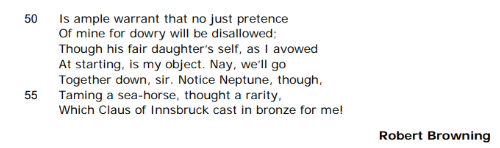 50 Is ample warrant that no just pretence
Of mine for dowry will be disallowed;
Though his fair daughter's self, as I avowed
At starting, is my object. Nay, we'll go
Together down, sir. Notice Neptune, though,
55 Taming a sea-horse, thought a rarity,
Which Claus of Innsbruck cast in bronze for me!
Robert Browning